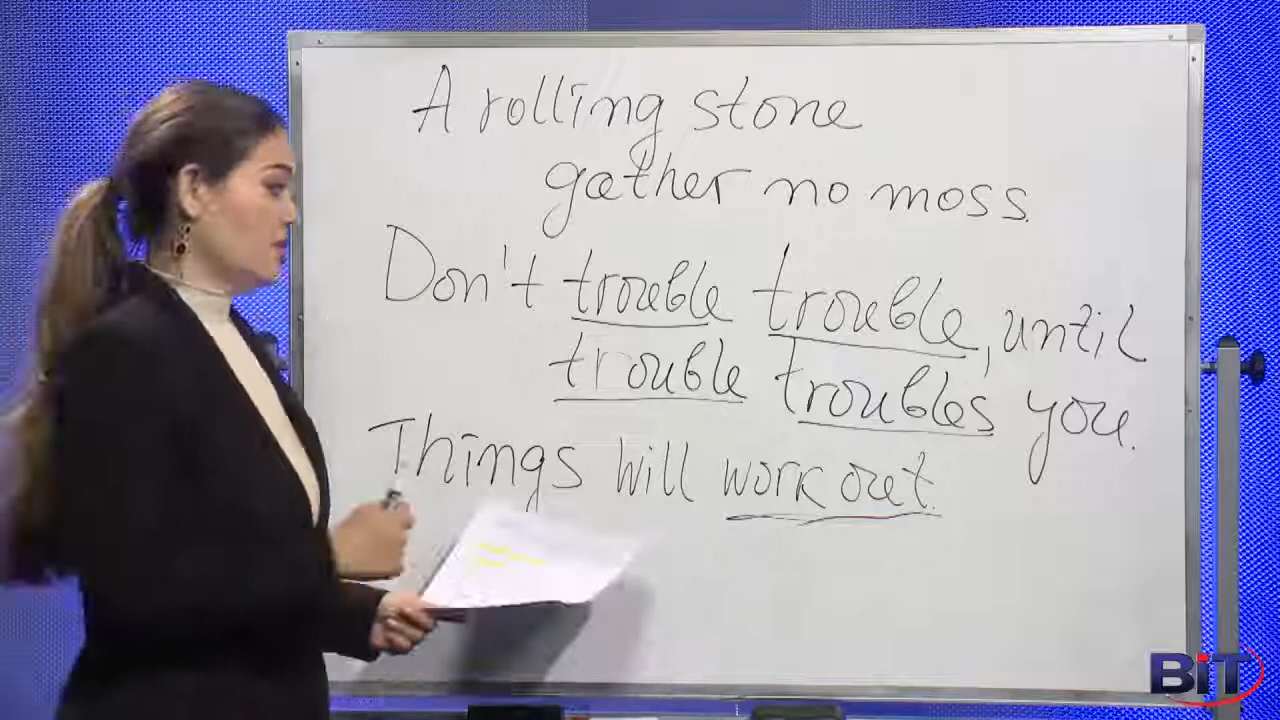 A rolling stone
gather no moss.
Don't trouble trouble, until
trouble troubles you.
Things will work out.
BiT